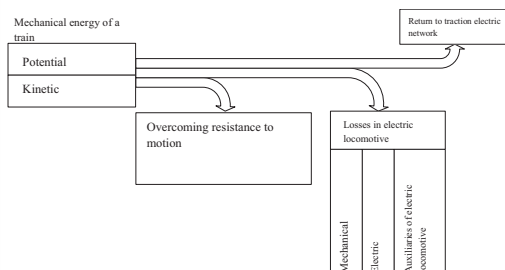 Mechanical energy of a
train
Return to traction electric
network
Potential
Kinetic
Overcoming resistance to
motion
Losses in electric
locomotive
Mechanical
Electric
Auxiliaries of electric
locomotive